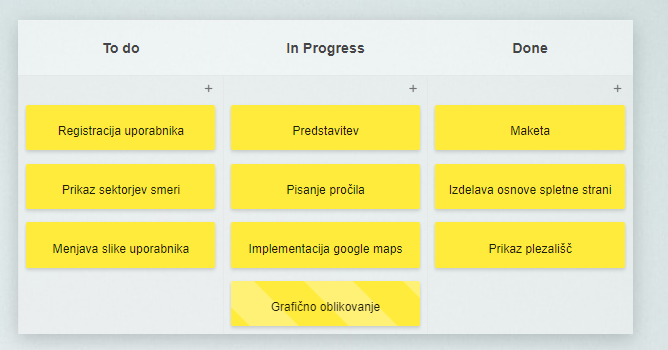 To do
In Progress
Done
+
+
+
Registracija uporabnika
Predstavitev
Maketa
Prikaz sektorjev smeri
Pisanje pročila
Izdelava osnove spletne strani
Menjava slike uporabnika
Implementacija google maps
Prikaz plezališč
Grafično oblikovanje